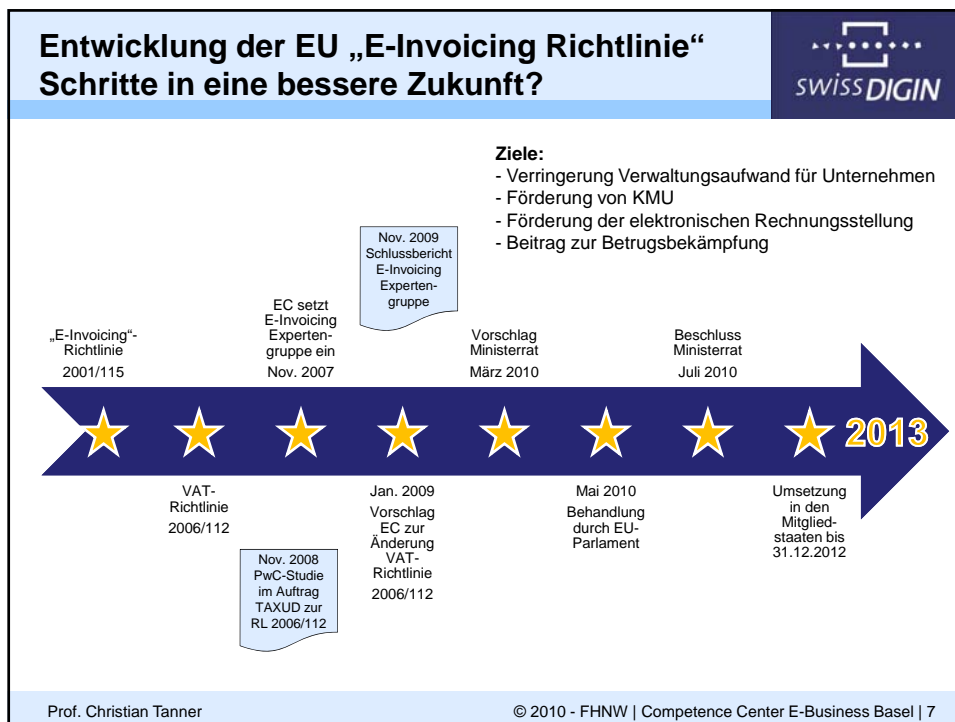 Entwicklung der EU „E-Invoicing Richtlinie“
Schritte in eine bessere Zukunft?
swissDIGIN
Ziele:
- Verringerung Verwaltungsaufwand für Unternehmen
- Förderung von KMU
- Förderung der elektronischen Rechnungsstellung
- Beitrag zur Betrugsbekämpfung
Nov. 2009
Schlussbericht
E-Invoicing
Experten-
gruppe
„E-Invoicing“-
Richtlinie
2001/115
EC setzt
E-Invoicing
Experten-
gruppe ein
Nov. 2007
Vorschlag
Ministerrat
März 2010
Beschluss
Ministerrat
Juli 2010
2013
VAT-
Richtlinie
2006/112
Nov. 2008
PwC-Studie
im Auftrag
TAXUD zur
RL 2006/112
Jan. 2009
Vorschlag
EC zur
Änderung
VAT-
Richtlinie
2006/112
Mai 2010
Behandlung
durch EU-
Parlament
Umsetzung
in den
Mitglied-
staaten bis
31.12.2012
Prof. Christian Tanner
© 2010 - FHNW | Competence Center E-Business Basel | 7